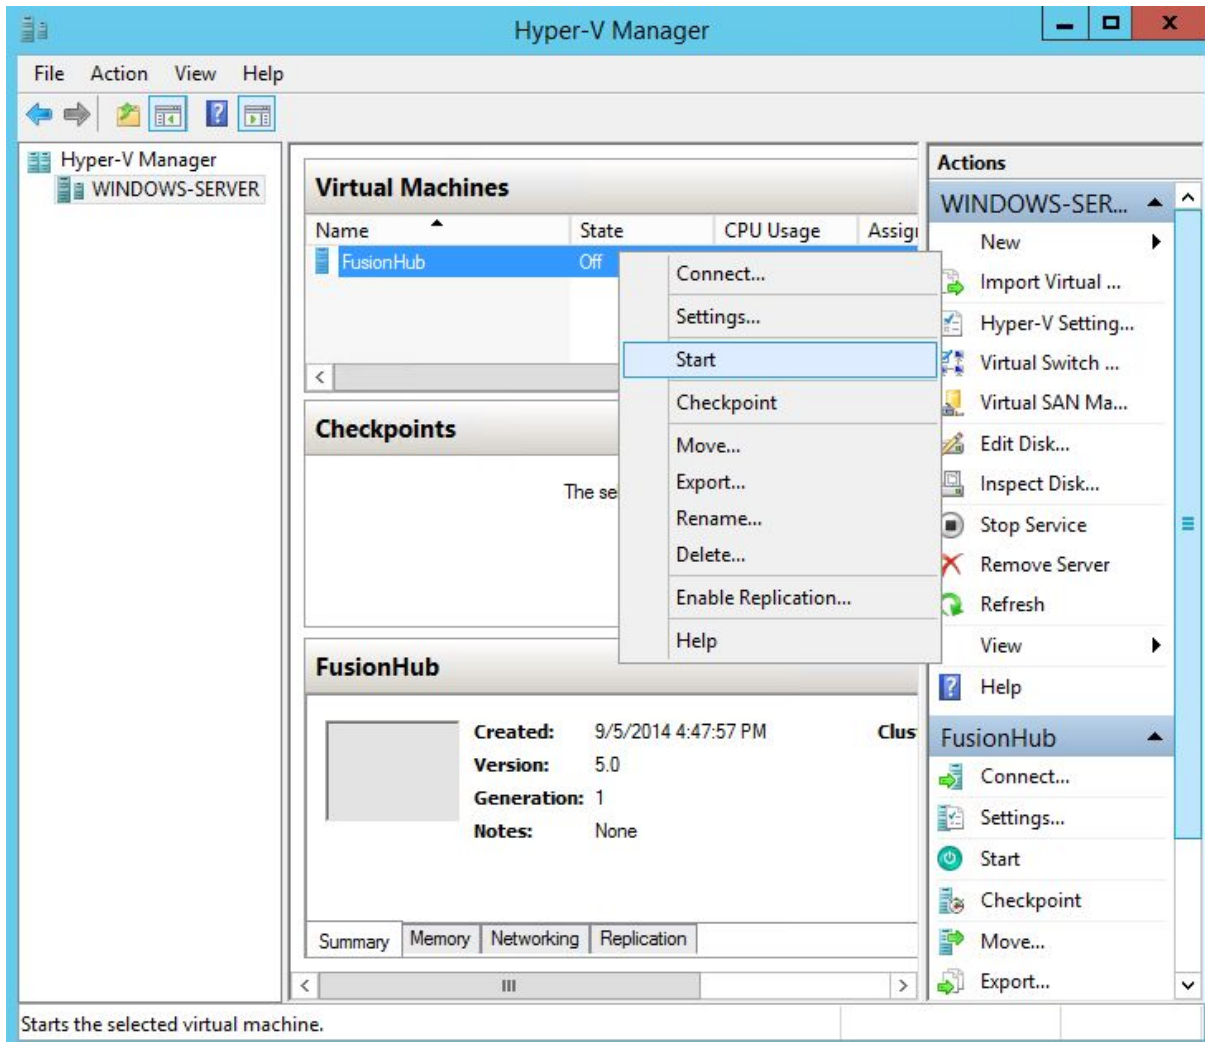 Hyper-V Manager
File Action View Help
Hyper-V Manager
WINDOWS-SERVER
Virtual Machines
Name State CPU Usage Assign
FusionHub Off
Connect...
Settings...
Start
Checkpoint
Move...
Export...
Rename...
Delete...
Enable Replication...
Help
Checkpoints
The se
FusionHub
Created: 9/5/2014 4:47:57 PM Clus
Version: 5.0
Generation: 1
Notes: None
Summary Memory Networking Replication
Actions
WINDOWS-SER...
New
Import Virtual ...
Hyper-V Setting...
Virtual Switch ...
Virtual SAN Ma...
Edit Disk...
Inspect Disk...
Stop Service
Remove Server
Refresh
View
Help
FusionHub
Connect...
Settings...
Start
Checkpoint
Move...
Export...
Starts the selected virtual machine.